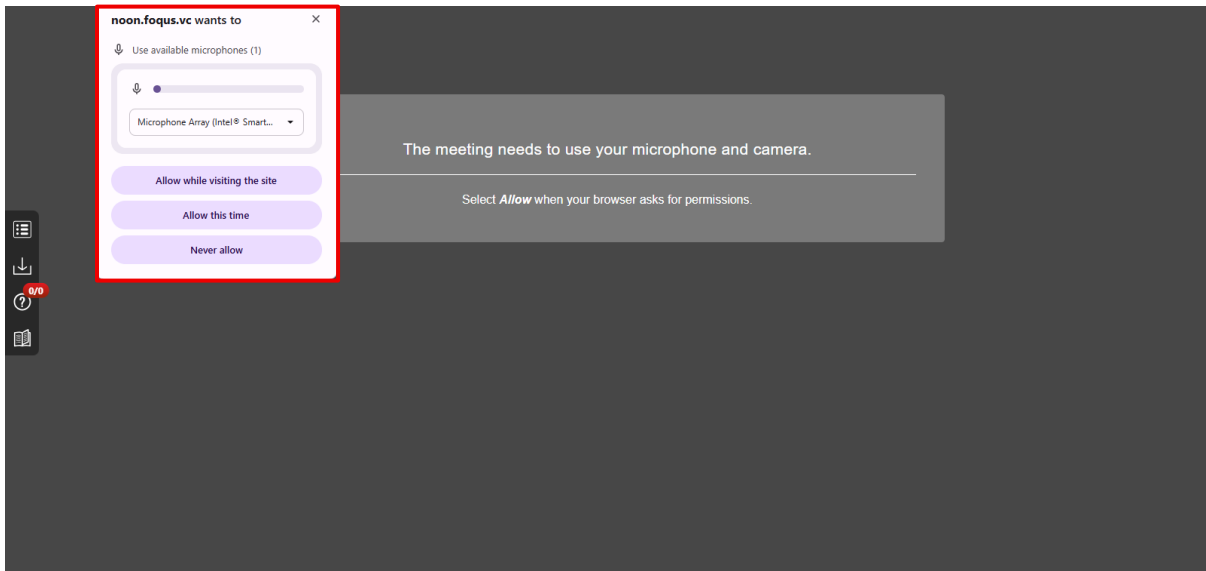 noon.foqus.vc wants to
Use available microphones (1)
Microphone Array (Intel® Smart...
Allow while visiting the site
Allow this time
Never allow
The meeting needs to use your microphone and camera.
Select Allow when your browser asks for permissions.
0/0